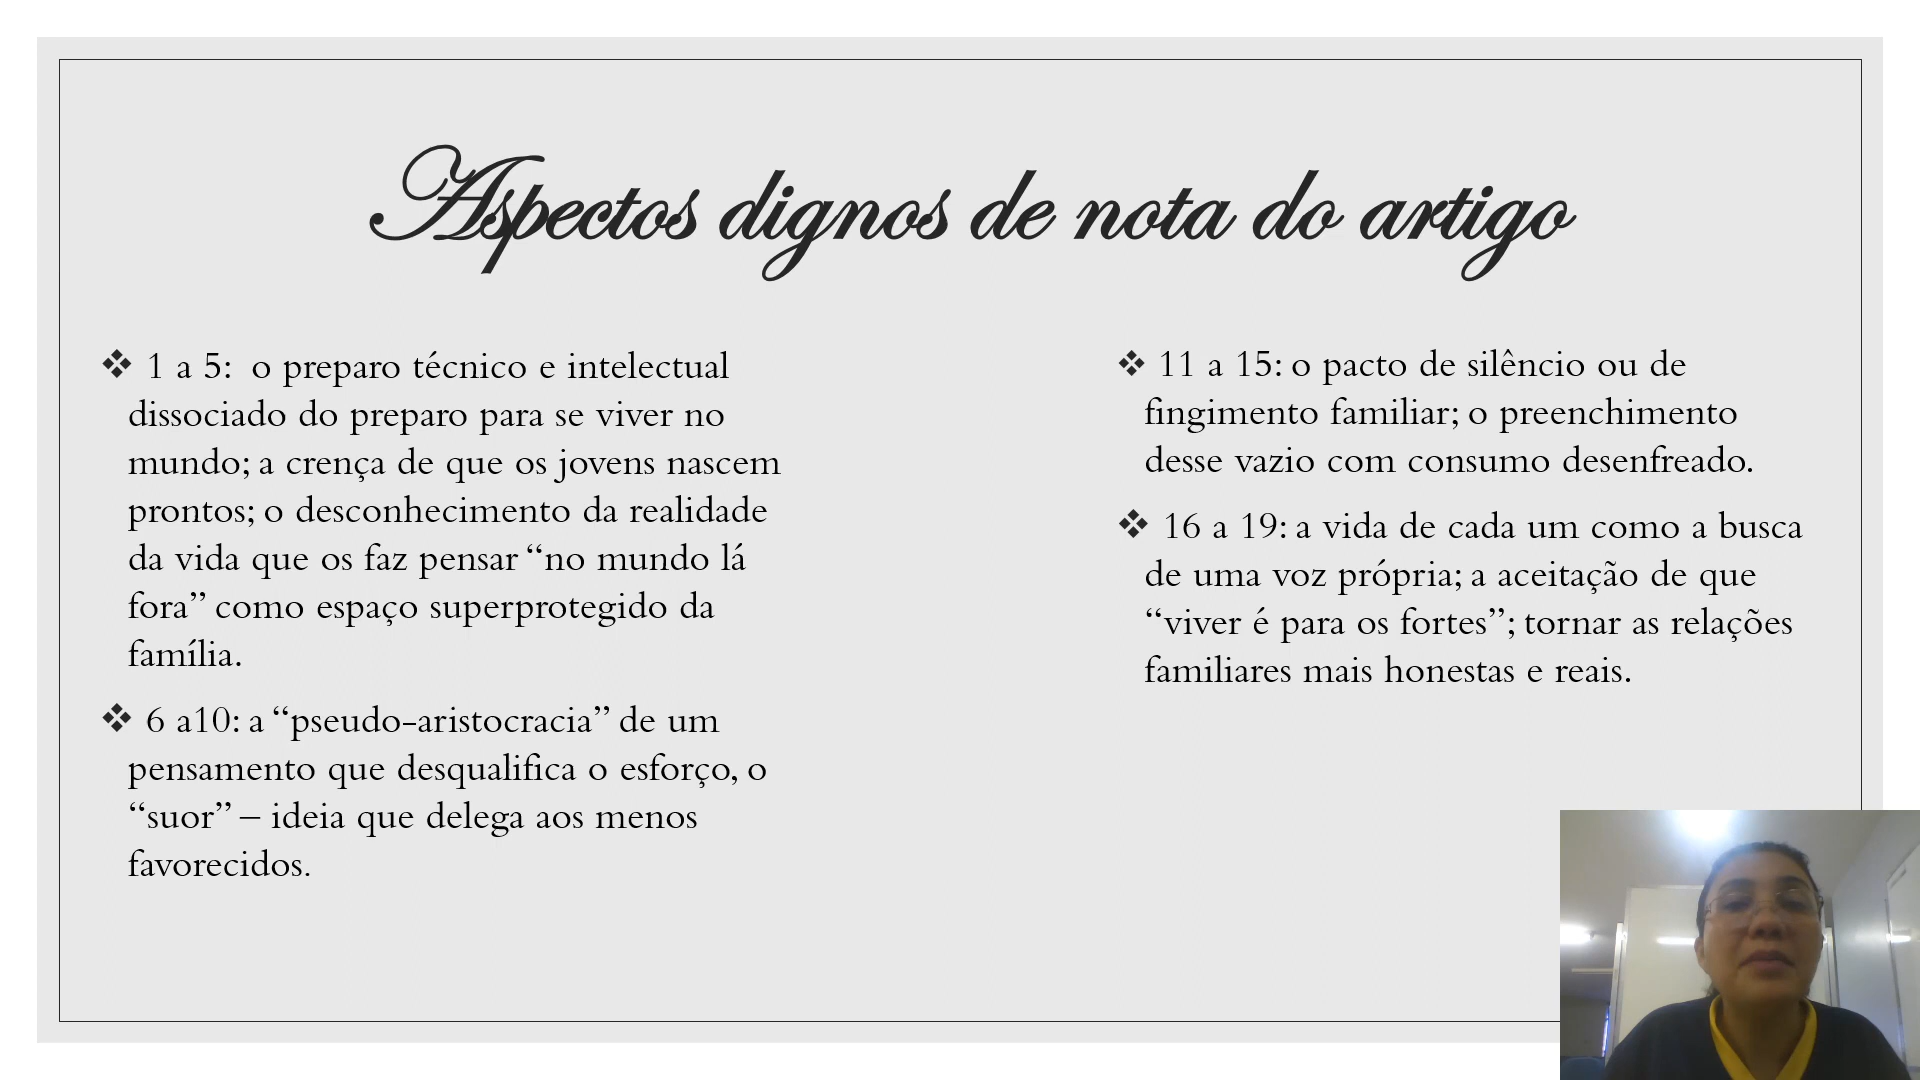 Aspectos dignos de nota do artigo
❖ 1 a 5:  o preparo técnico e intelectual
dissociado do preparo para se viver no
mundo; a crença de que os jovens nascem
prontos; o desconhecimento da realidade
da vida que os faz pensar “no mundo lá
fora” como espaço superprotegido da
família.
❖ 6 a10: a “pseudo-aristocracia” de um
pensamento que desqualifica o esforço, o
“suor” – ideia que delega aos menos
favorecidos.
❖ 11 a 15: o pacto de silêncio ou de
fingimento familiar; o preenchimento
desse vazio com consumo desenfreado.
❖ 16 a 19: a vida de cada um como a busca
de uma voz própria; a aceitação de que
“viver é para os fortes”; tornar as relações
familiares mais honestas e reais.